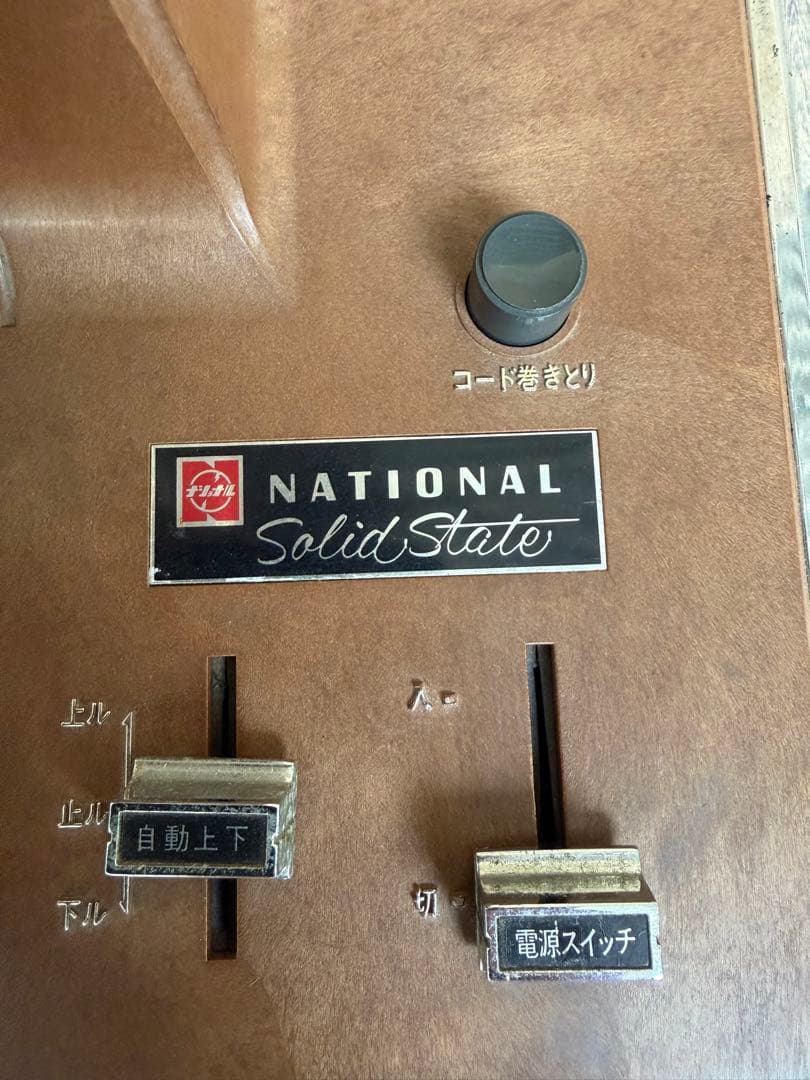 コード巻きとり
ナショナル
NATIONAL
Solid State
上ル
止ル
下ル
自動上下
入
切
電源スイッチ